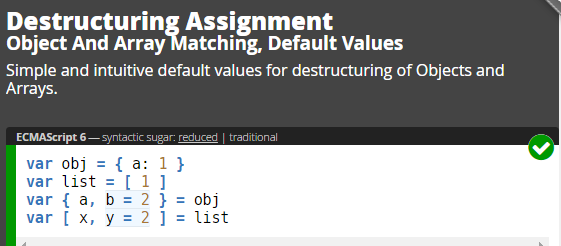 Destructuring Assignment
Object And Array Matching, Default Values
Simple and intuitive default values for destructuring of Objects and
Arrays.
ECMAScript 6 — syntactic sugar: reduced | traditional
var obj = { a: 1 }
var list = [ 1 ]
var { a, b = 2 } = obj
var [ x, y = 2 ] = list